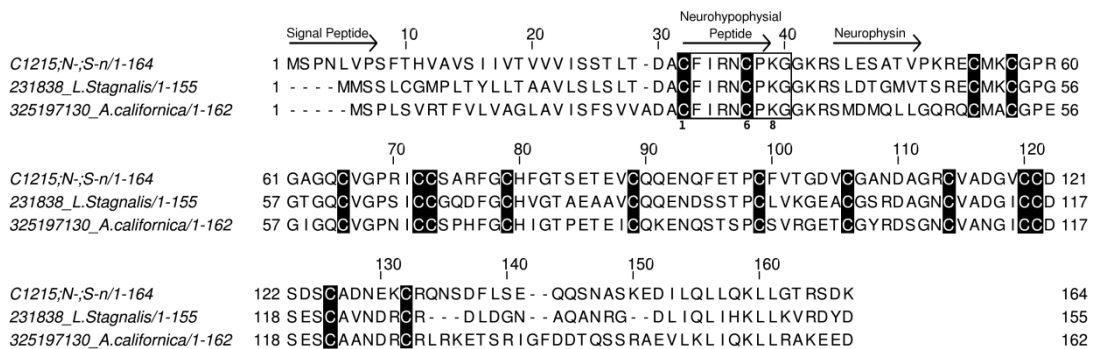 Neurohypophysial
Signal Peptide 10 20 30 Peptide 40 Neurophysin
C1215;N-;S-n/1-164 1 MSPNLVPSFTHVAVSIIVTVVVISSTLT-DACFIRNCPKGGKRSLESATVPKRECMKCGPR 60
231838_L.Stagnalis/1-155 1 ----MMSSLCGMPLTYLLTAAVLSLSLT-DACFIRNCPKGGKRSLDTGMVTSRECMKCGPG 56
325197130_A.californica/1-162 1 -----MSPLSVRTFVLVAGLAVISFSVVADACFIRNCPKGGKRSMDMQLLGQRQCMACGPE 56
1 6 8
70 80 90 100 110 120
C1215;N-;S-n/1-164 61 GAGQCVGPRICCSARFGCHFGTSETEVCQQENQFETPCFVTGDVCGANDAGRCVADGVCCD 121
231838_L.Stagnalis/1-155 57 GTGQCVGPSICCGQDFGCHVGTAEAAVCQQENDSSTPCLVKGEACGSRDAGNCVADGICCD 117
325197130_A.californica/1-162 57 GIGQCVGPNICCSPHFGCHIGTPETEICQKENQSTSPCSVRGETCGYRDSGNCVANGICCD 117
130 140 150 160
C1215;N-;S-n/1-164 122 SDSCADNEKCRQNSDFLSE--QQSNASKEDILQLLQKLLGTRSDK 164
231838_L.Stagnalis/1-155 118 SESCAVNDRCR---DLDGN--AQANRG--DLIQLIHKLLKVRDYD 155
325197130_A.californica/1-162 118 SESCAANDRCRLRKETSRIGFDDTQSSRAEVLKLIQKLLRAKEED 162